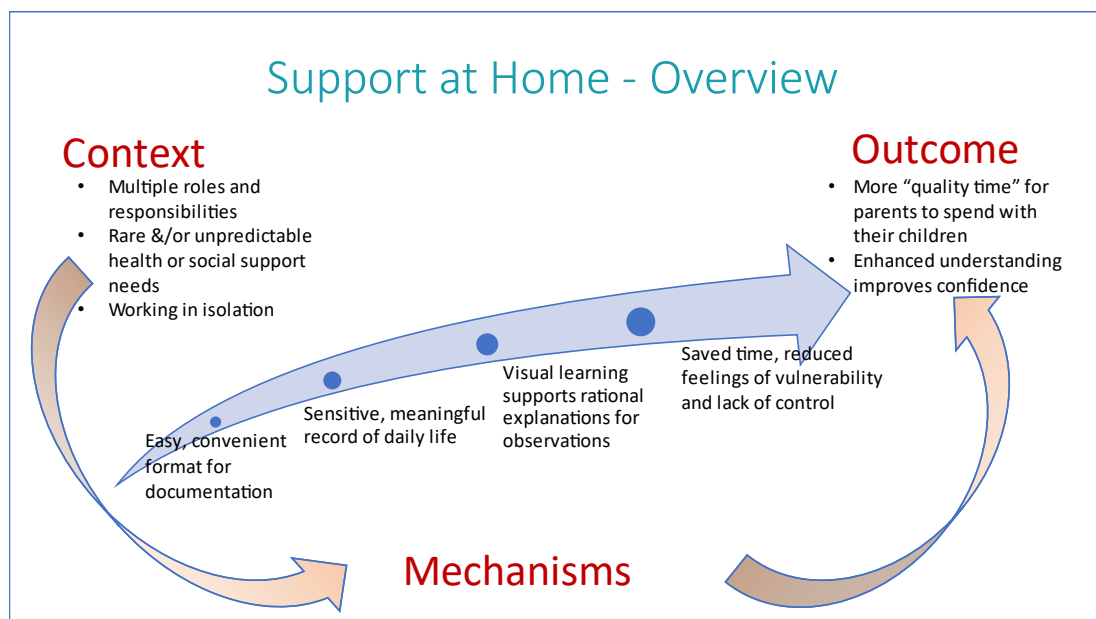 Support at Home - Overview
Context
• Multiple roles and
responsibilities
• Rare &/or unpredictable
health or social support
needs
• Working in isolation
Outcome
• More “quality time” for
parents to spend with
their children
• Enhanced understanding
improves confidence
Easy, convenient
format for
documentation
Sensitive, meaningful
record of daily life
Visual learning
supports rational
explanations for
observations
Saved time, reduced
feelings of vulnerability
and lack of control
Mechanisms